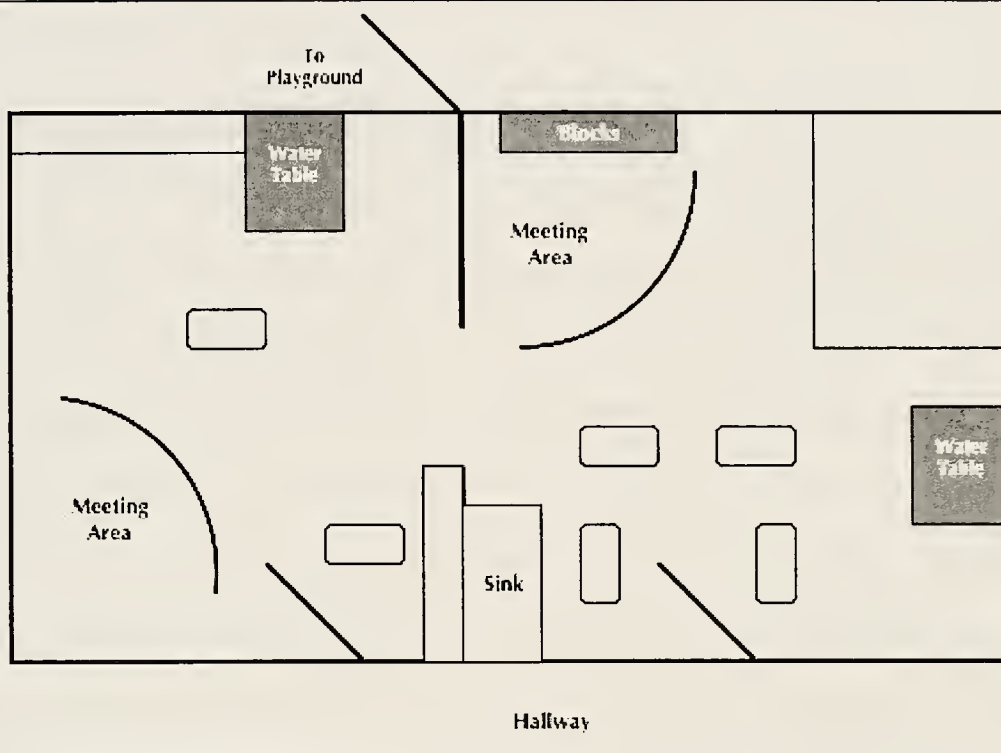 To
Playground
Water
Table
Blocks
Meeting
Area
Meeting
Area
Water
Table
Sink
Hallway